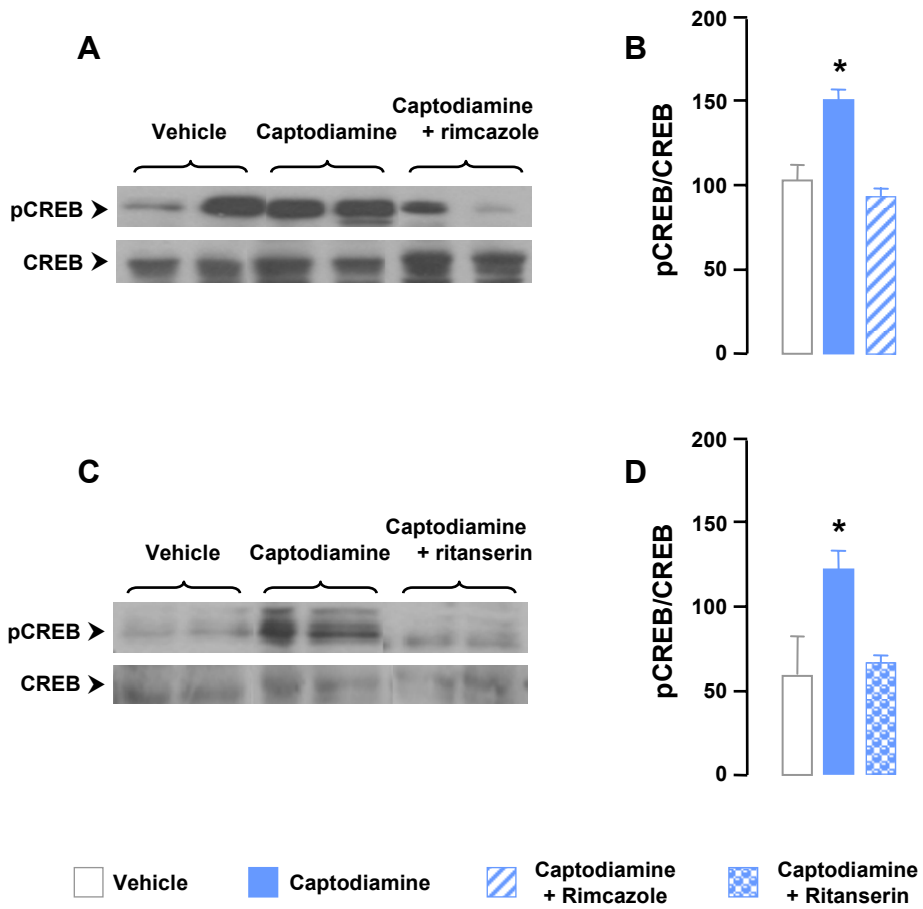 A
Vehicle
Captodiamine
Captodiamine
+ rimcazole
pCREB
CREB
B
200
150
100
50
0
pCREB/CREB
*
C
Vehicle
Captodiamine
Captodiamine
+ ritanserin
pCREB
CREB
D
200
150
100
50
0
pCREB/CREB
*
Vehicle
Captodiamine
Captodiamine
+ Rimcazole
Captodiamine
+ Ritanserin